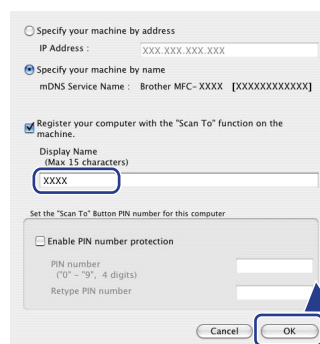 Specify your machine by address
IP Address : XXX.XXX.XXX.XXX
Specify your machine by name
mDNS Service Name : Brother MFC-XXXX [XXXXXXXXXXXX]
Register your computer with the "Scan To" function on the
machine.
Display Name
(Max 15 characters)
XXXX
Set the "Scan To" Button PIN number for this computer
Enable PIN number protection
PIN number
("0" - "9", 4 digits)
Retype PIN number
Cancel OK